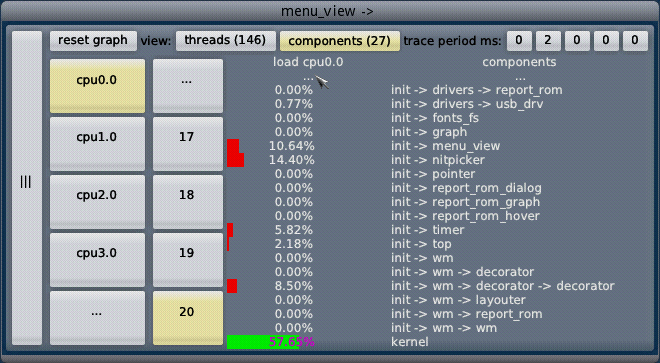 menu_view ->
reset graph view: threads (146) components (27) trace period ms: 0 2 0 0 0
load cpu0.0 components
... ...
0.00% init -> drivers -> report_rom
0.77% init -> drivers -> usb_drv
0.00% init -> fonts_fs
0.00% init -> graph
10.64% init -> menu_view
14.40% init -> nitpicker
0.00% init -> pointer
0.00% init -> report_rom_dialog
0.00% init -> report_rom_graph
0.00% init -> report_rom_hover
5.82% init -> timer
2.18% init -> top
0.00% init -> wm
0.00% init -> wm -> decorator
8.50% init -> wm -> decorator -> decorator
0.00% init -> wm -> layouter
0.00% init -> wm -> report_rom
0.00% init -> wm -> wm
57.65% kernel
|||
cpu0.0 ...
cpu1.0 17
cpu2.0 18
cpu3.0 19
... 20